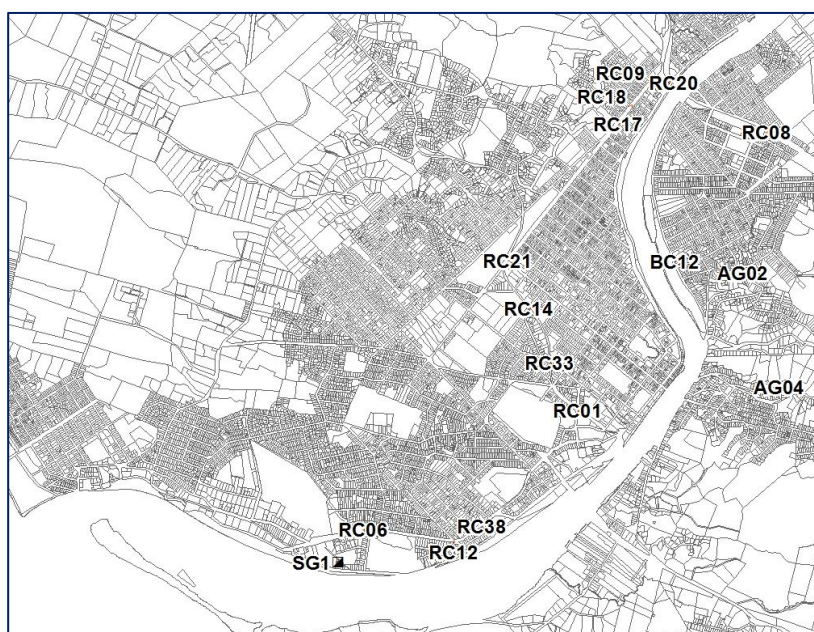 RC09
RC20
RC18
RC17
RC08
RC21
BC12
AG02
RC14
RC33
AG04
RC01
RC06
RC38
RC12
SG1